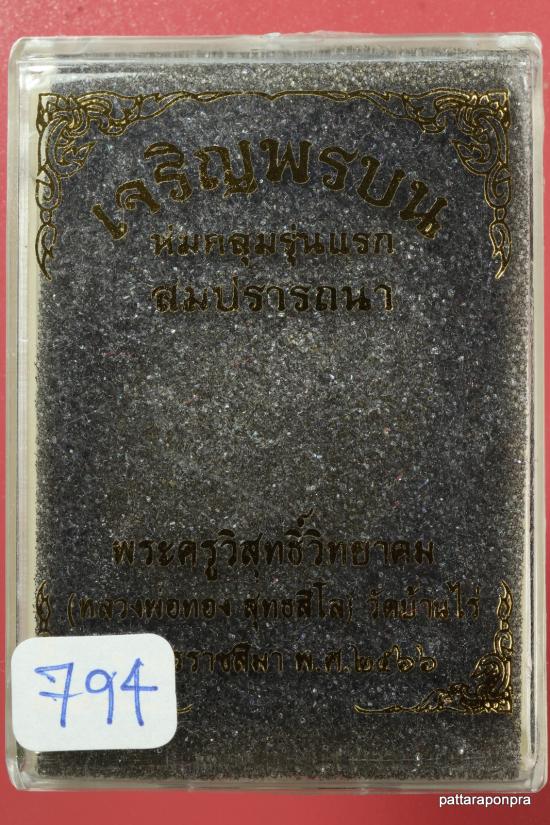 เจริญพรบน
ห่มคลุมรุ่นแรก
สมปรารถนา
พระครูวิสุทธิ์วิทยาคม
(หลวงพ่อทอง สุทธสีโล) วัดบ้านไร่
รราชสีมา พ.ศ.๒๕๖๖
794
pattaraponpra